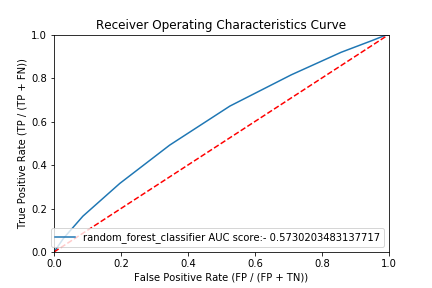 Receiver Operating Characteristics Curve
1.0
0.8
0.6
0.4
0.2
0.0
True Positive Rate (TP / (TP + FN))
random_forest_classifier AUC score:- 0.5730203483137717
0.0 0.2 0.4 0.6 0.8 1.0
False Positive Rate (FP / (FP + TN))